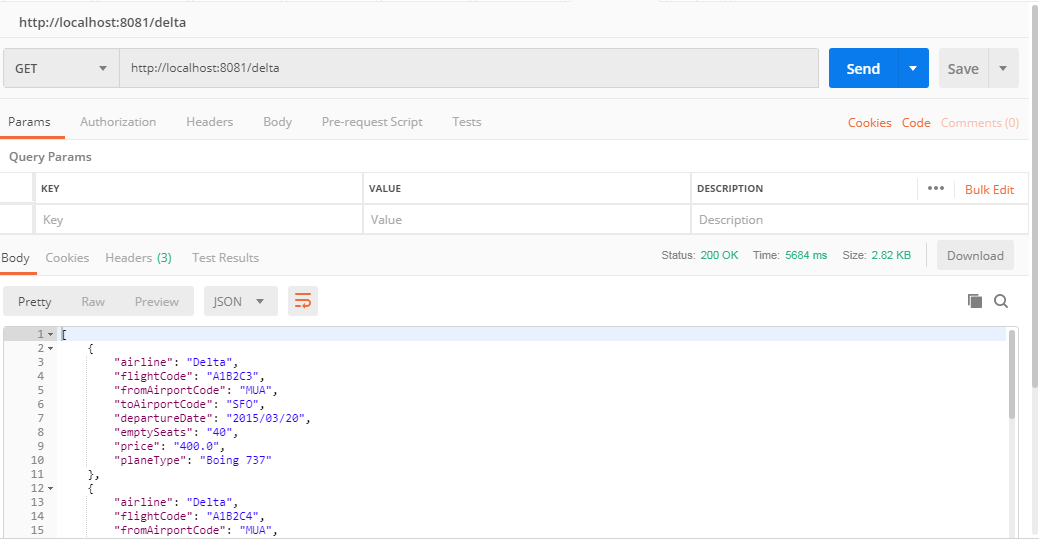 http://localhost:8081/delta
GET http://localhost:8081/delta Send Save
Params Authorization Headers Body Pre-request Script Tests Cookies Code Comments (0)
Query Params
KEY VALUE DESCRIPTION ••• Bulk Edit
Key Value Description
Body Cookies Headers (3) Test Results Status: 200 OK Time: 5684 ms Size: 2.82 KB Download
Pretty Raw Preview JSON
1 [
2 {
3 "airline": "Delta",
4 "flightCode": "A1B2C3",
5 "fromAirportCode": "MUA",
6 "toAirportCode": "SFO",
7 "departureDate": "2015/03/20",
8 "emptySeats": "40",
9 "price": "400.0",
10 "planeType": "Boing 737"
11 },
12 {
13 "airline": "Delta",
14 "flightCode": "A1B2C4",
15 "fromAirportCode": "MUA",